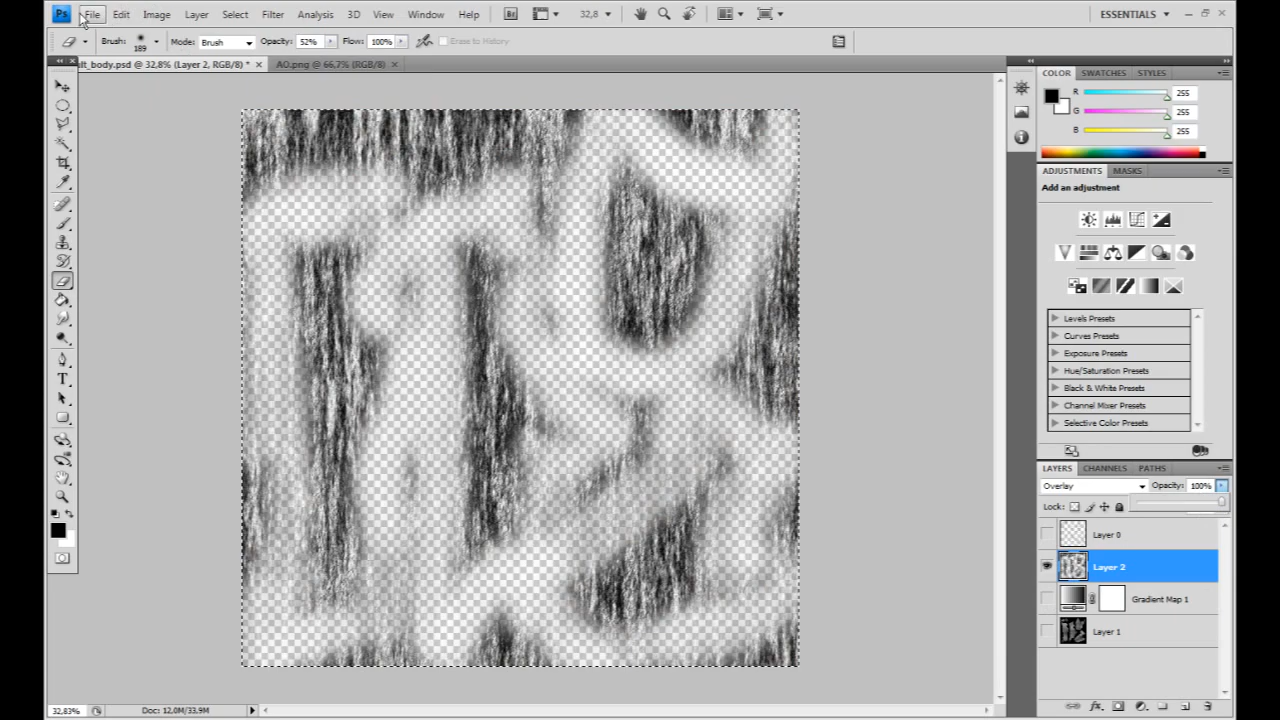 Ps File Edit Image Layer Select Filter Analysis 3D View Window Help Br 32,8 ESSENTIALS
Brush: 189 Mode: Brush Opacity: 52% Flow: 100% Erase to History
lt_body.psd @ 32,8% (Layer 2, RGB/8) * AO.png @ 66,7% (RGB/8)
COLOR SWATCHES STYLES
R 255
G 255
B 255
ADJUSTMENTS MASKS
Add an adjustment
Levels Presets
Curves Presets
Exposure Presets
Hue/Saturation Presets
Black & White Presets
Channel Mixer Presets
Selective Color Presets
LAYERS CHANNELS PATHS
Overlay Opacity: 100%
Lock:
Layer 0
Layer 2
Gradient Map 1
Layer 1
32,83% Doc: 12,0M/33,9M